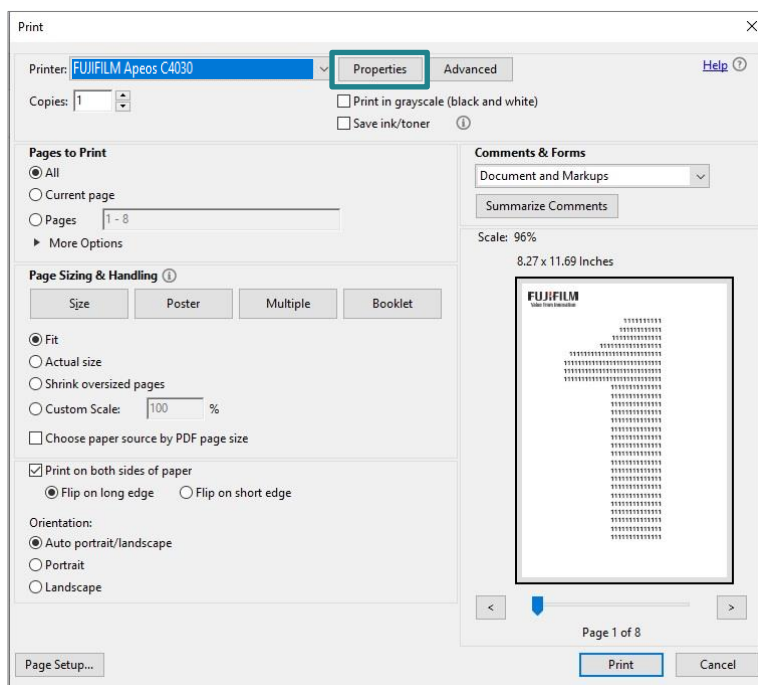 Print
Printer: FUJIFILM Apeos C4030 Properties Advanced Help
Copies: 1 Print in grayscale (black and white)
Save ink/toner
Pages to Print
All
Current page
Pages 1 - 8
More Options
Page Sizing & Handling
Size Poster Multiple Booklet
Fit
Actual size
Shrink oversized pages
Custom Scale: 100 %
Choose paper source by PDF page size
Print on both sides of paper
Flip on long edge Flip on short edge
Orientation:
Auto portrait/landscape
Portrait
Landscape
Comments & Forms
Document and Markups
Summarize Comments
Scale: 96%
8.27 x 11.69 Inches
FUJIFILM
Value from Innovation
< >
Page 1 of 8
Page Setup... Print Cancel